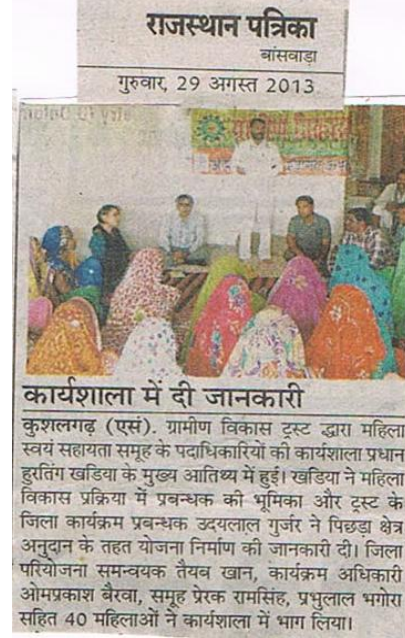 राजस्थान पत्रिका
बांसवाड़ा
गुरुवार, 29 अगस्त 2013
ग्रामीण विकास
कार्यशाला में दी जानकारी
कुशलगढ़ (एसं). ग्रामीण विकास ट्रस्ट द्धारा महिला
स्वयं सहायता समूह के पदाधिकारियों की कार्यशाला प्रधान
हुरतिंग खडिया के मुख्य आतिथ्य में हुई। खडिया ने महिला
विकास प्रक्रिया में प्रबन्धक की भूमिका और ट्रस्ट के
जिला कार्यक्रम प्रबन्धक उदयलाल गुर्जर ने पिछड़ा क्षेत्र
अनुदान के तहत योजना निर्माण की जानकारी दी। जिला
परियोजना समन्वयक तैयब खान, कार्यक्रम अधिकारी
ओमप्रकाश बैरवा, समूह प्रेरक रामसिंह, प्रभुलाल भगोरा
सहित 40 महिलाओं ने कार्यशाला में भाग लिया।